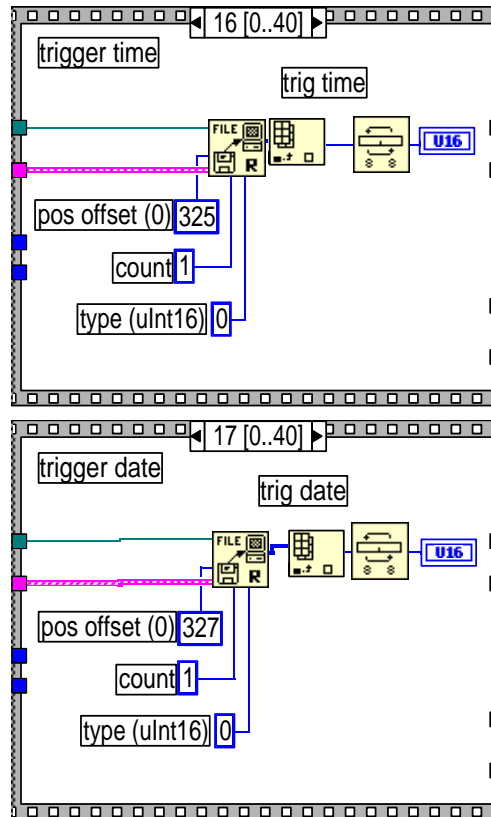 16 [0..40]
trigger time
trig time
FILE
R
U16
pos offset (0) 325
count 1
type (uInt16) 0
17 [0..40]
trigger date
trig date
FILE
R
U16
pos offset (0) 327
count 1
type (uInt16) 0